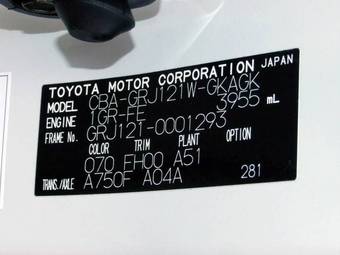 TOYOTA MOTOR CORPORATION JAPAN
MODEL CBA-GRJ121W-GKAGK
ENGINE 1GR-FE 3955 mL
FRAME No. GRJ121-0001293
COLOR TRIM PLANT OPTION
070 FH00 A51
TRANS./AXLE A750F A04A 281